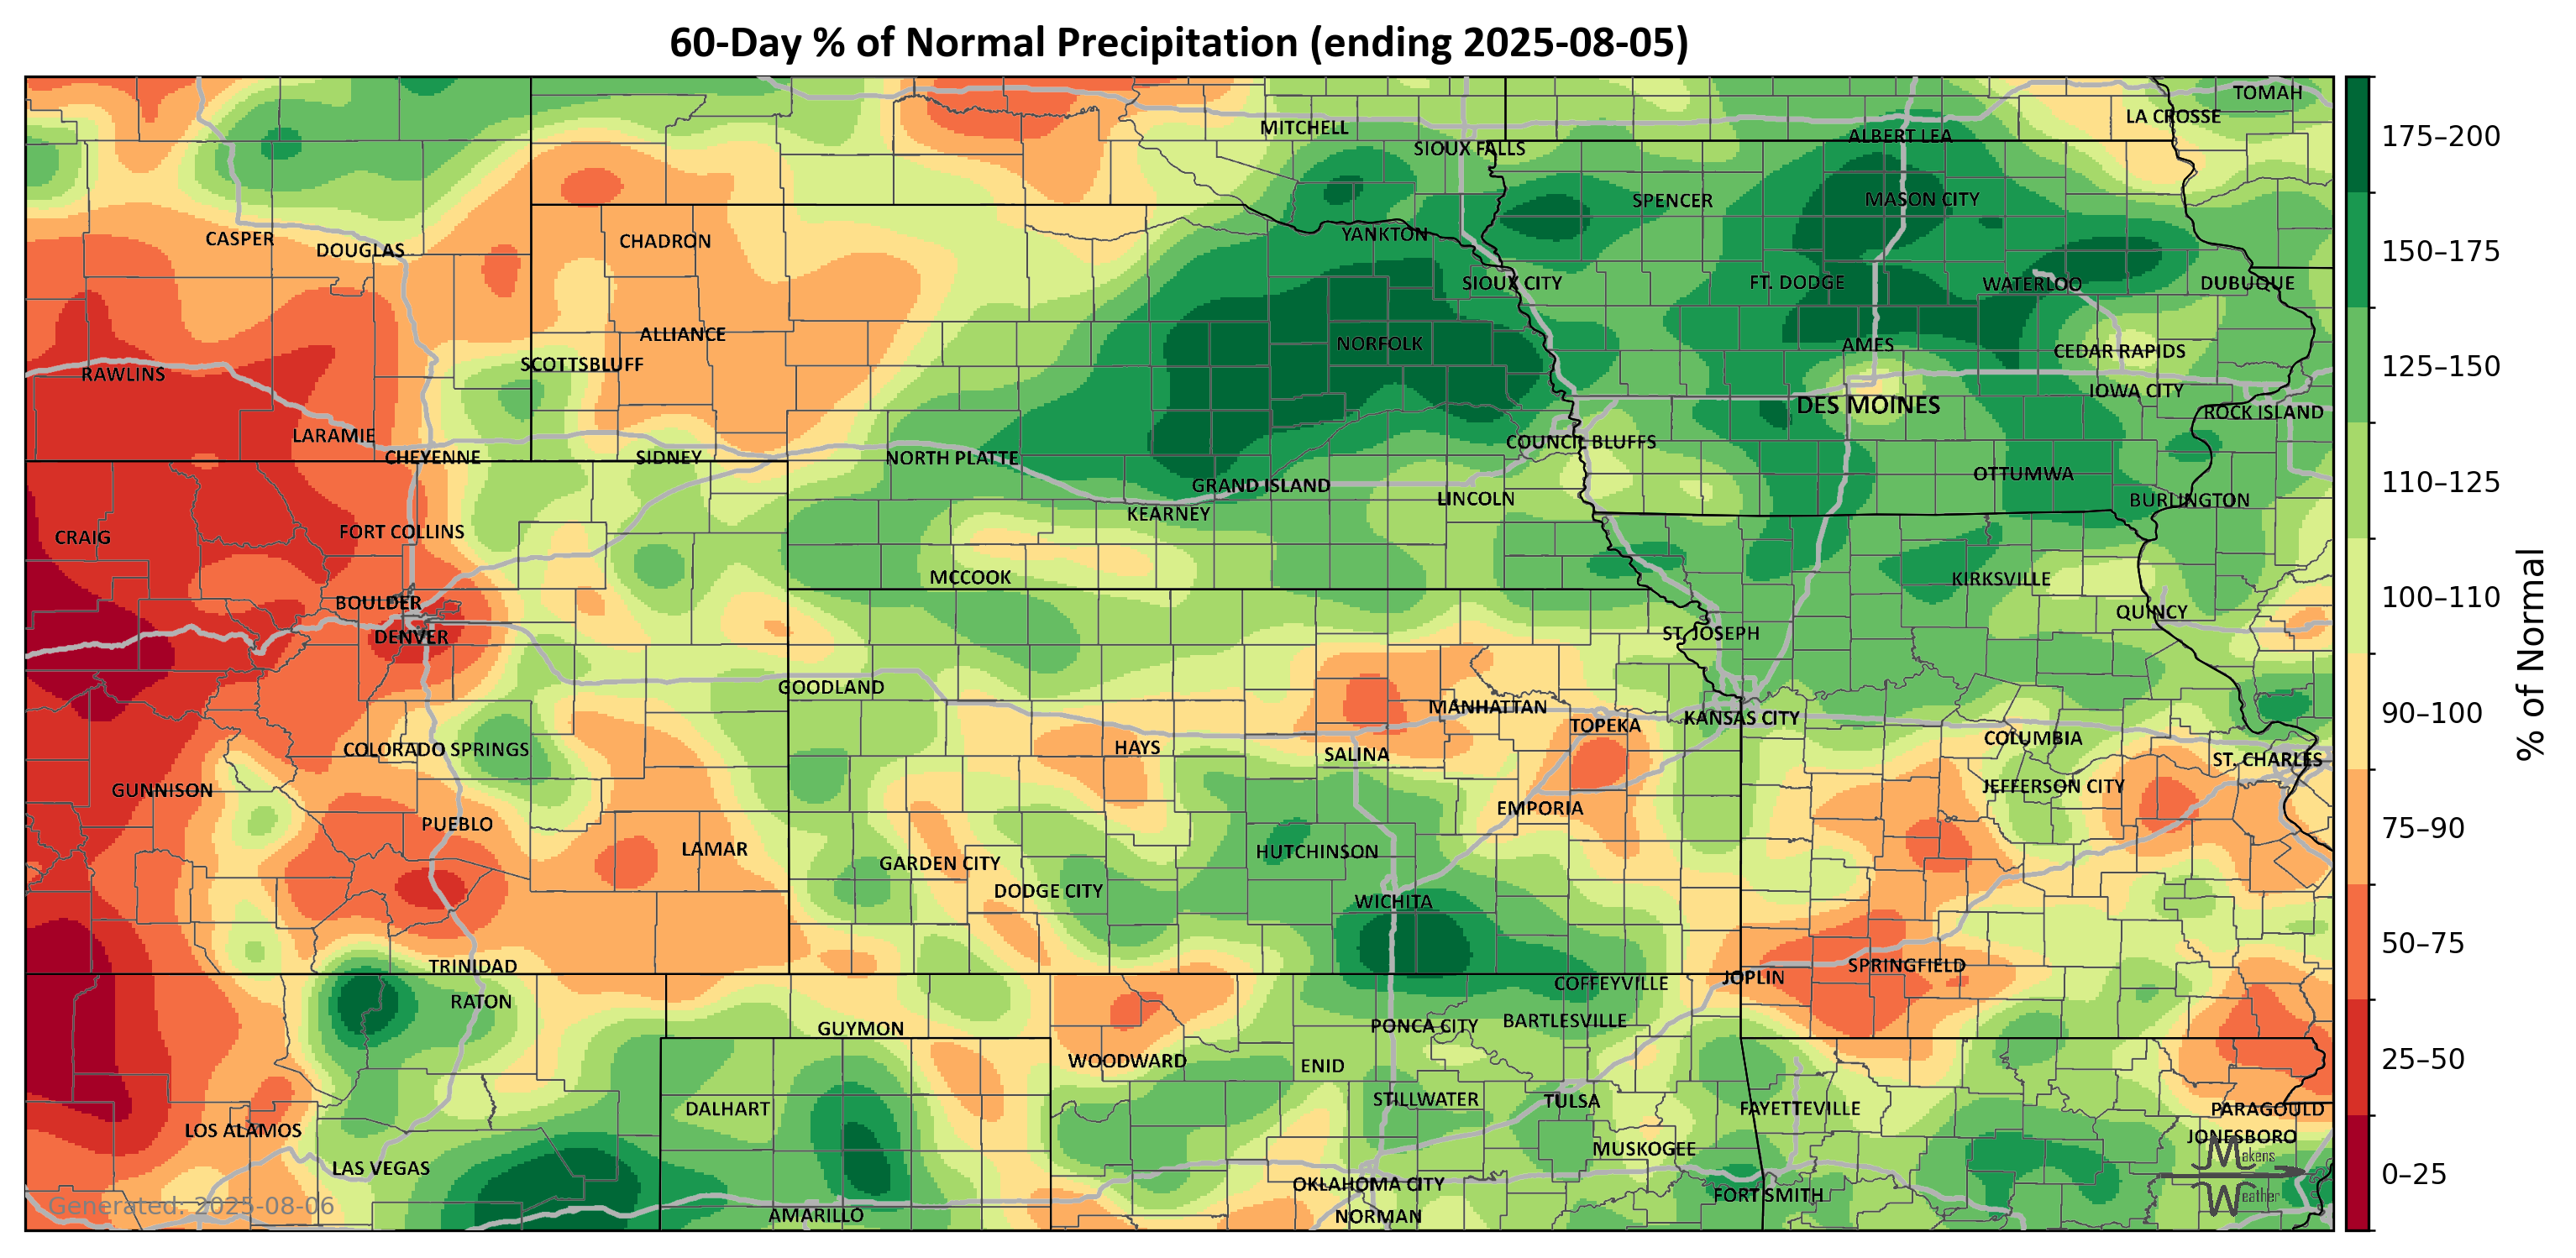 60-Day % of Normal Precipitation (ending 2025-08-05)
TOMAH
LA CROSSE
MITCHELL
ALBERT LEA
SIOUX FALLS
SPENCER
MASON CITY
CASPER
DOUGLAS
CHADRON
YANKTON
SIOUX CITY
FT. DODGE
WATERLOO
DUBUQUE
ALLIANCE
NORFOLK
AMES
CEDAR RAPIDS
SCOTTSBLUFF
RAWLINS
IOWA CITY
DES MOINES
ROCK ISLAND
LARAMIE
COUNCIL BLUFFS
CHEYENNE
SIDNEY
NORTH PLATTE
OTTUMWA
GRAND ISLAND
LINCOLN
BURLINGTON
KEARNEY
CRAIG
FORT COLLINS
MCCOOK
KIRKSVILLE
BOULDER
QUINCY
DENVER
ST. JOSEPH
GOODLAND
MANHATTAN
TOPEKA
KANSAS CITY
COLORADO SPRINGS
HAYS
SALINA
COLUMBIA
ST. CHARLES
GUNNISON
JEFFERSON CITY
EMPORIA
PUEBLO
LAMAR
HUTCHINSON
GARDEN CITY
DODGE CITY
WICHITA
TRINIDAD
SPRINGFIELD
JOPLIN
COFFEYVILLE
RATON
GUYMON
PONCA CITY
BARTLESVILLE
WOODWARD
ENID
DALHART
STILLWATER
TULSA
FAYETTEVILLE
PARAGOULD
LOS ALAMOS
JONESBORO
MUSKOGEE
LAS VEGAS
OKLAHOMA CITY
FORT SMITH
AMARILLO
NORMAN
Generated: 2025-08-06
Makens
Weather
175–200
150–175
125–150
110–125
100–110
90–100
75–90
50–75
25–50
0–25
% of Normal